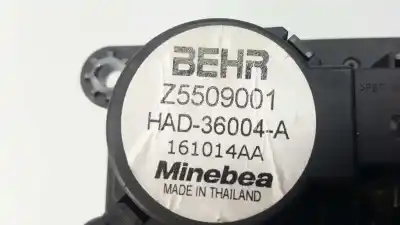 BEHR
Z5509001
HAD-36004-A
161014AA
Minebea
MADE IN THAILAND